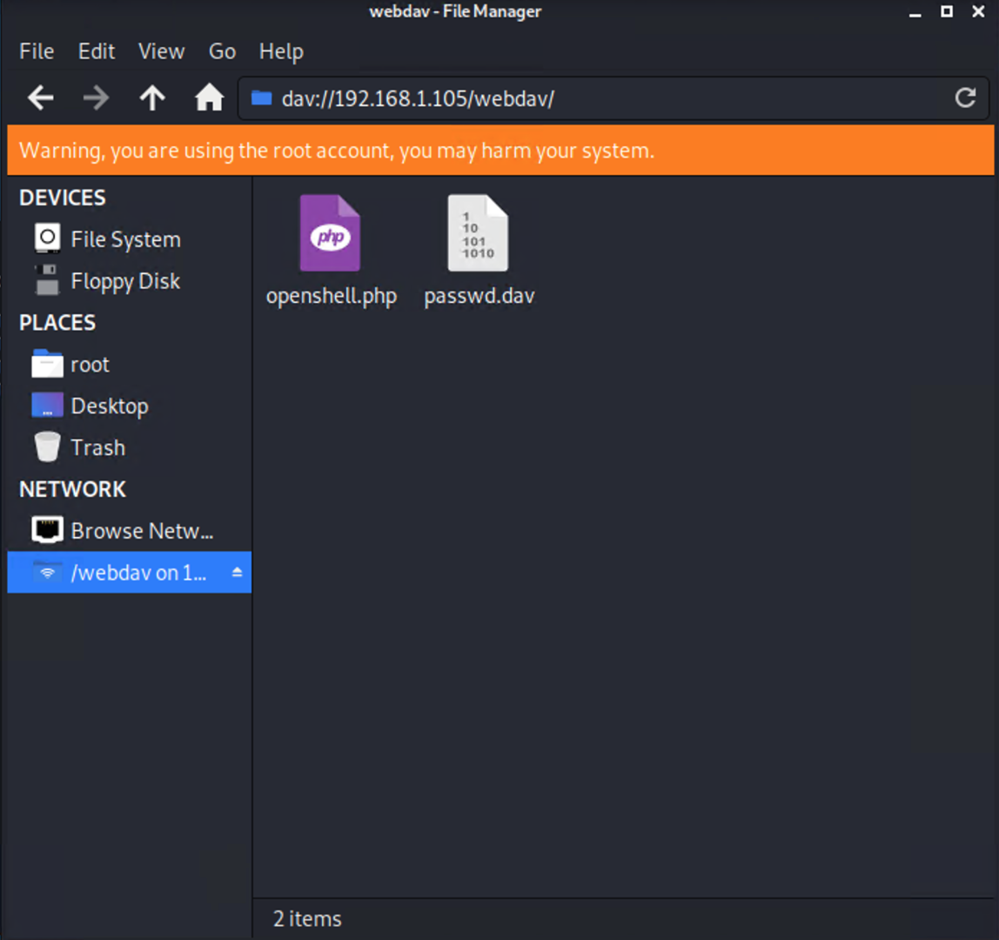 webdav - File Manager
File Edit View Go Help
dav://192.168.1.105/webdav/
Warning, you are using the root account, you may harm your system.
DEVICES
File System
Floppy Disk
PLACES
root
Desktop
Trash
NETWORK
Browse Netw...
/webdav on 1...
php
openshell.php
1
10
101
1010
passwd.dav
2 items